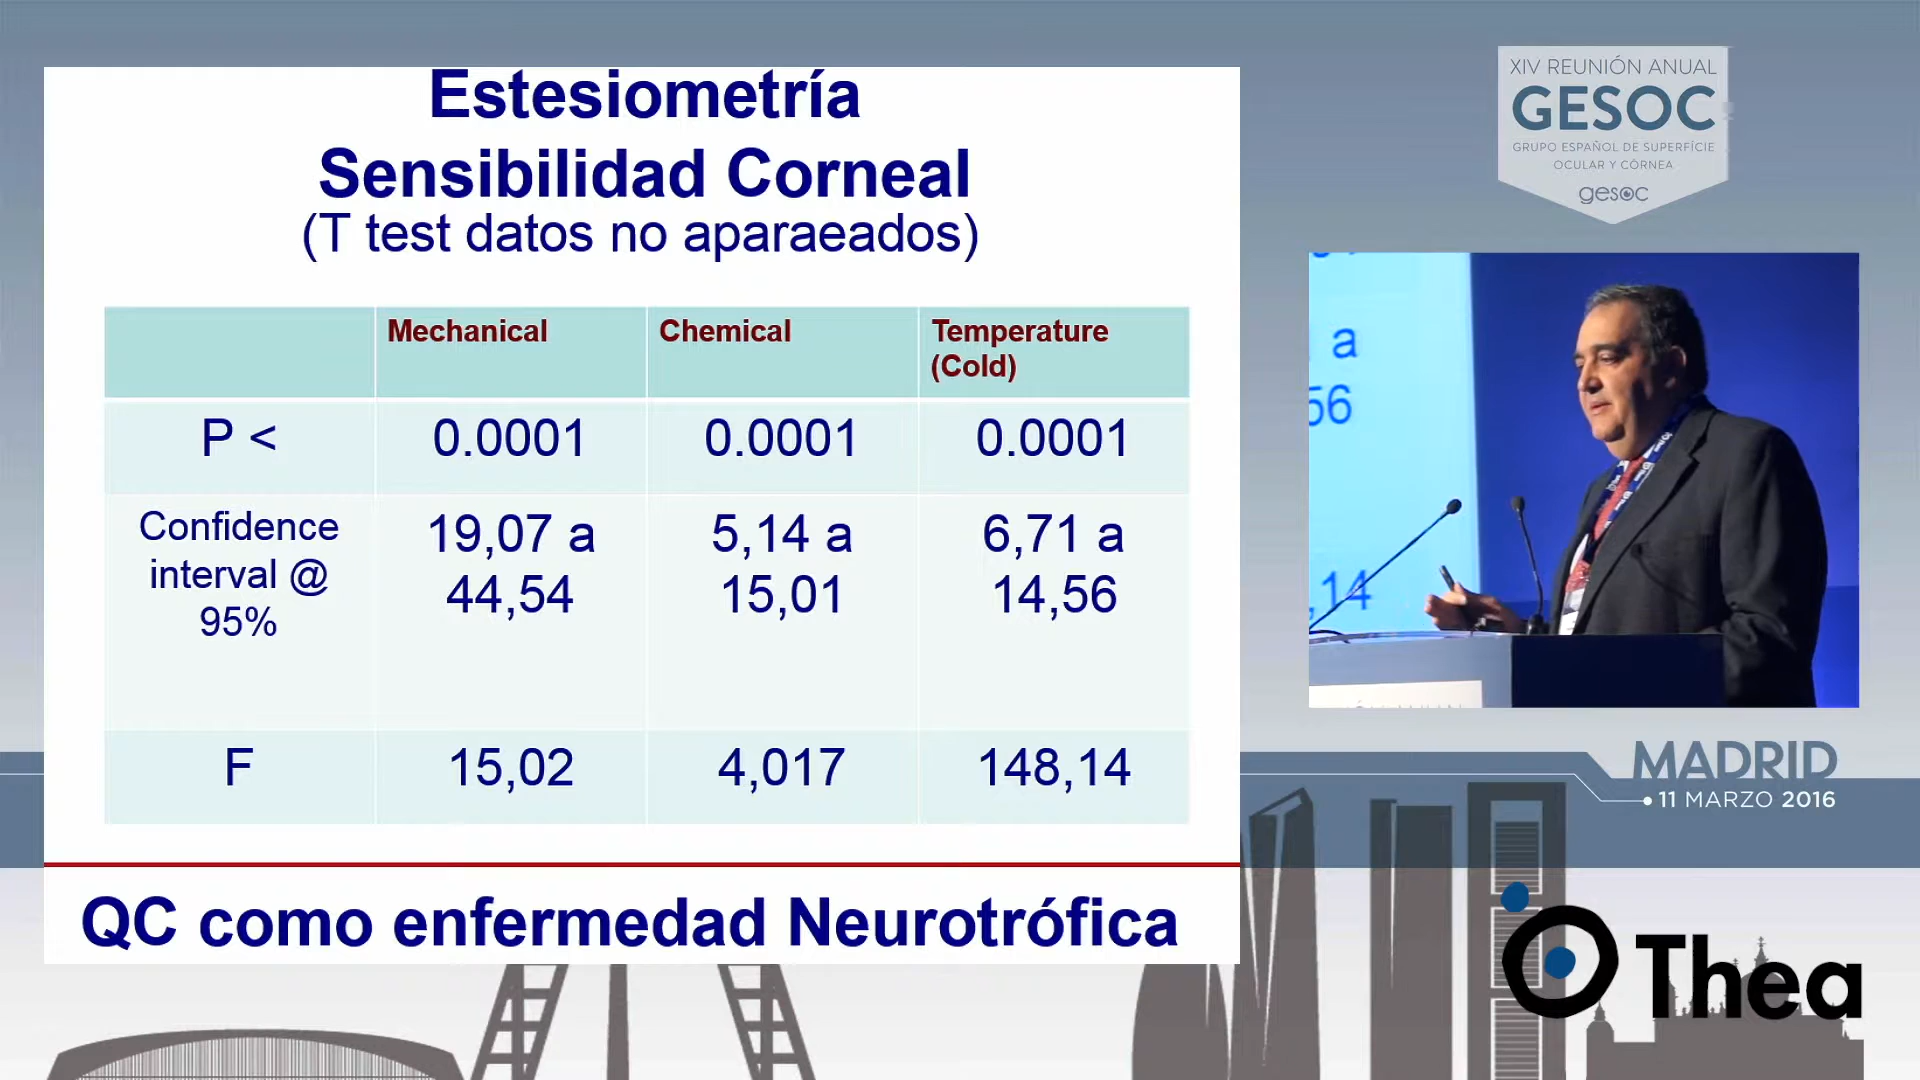 Estesiometría
Sensibilidad Corneal
(T test datos no aparaeados)
Mechanical
Chemical
Temperature
(Cold)
P <
0.0001
0.0001
0.0001
Confidence
interval @
95%
19,07 a
44,54
5,14 a
15,01
6,71 a
14,56
F
15,02
4,017
148,14
QC como enfermedad Neurotrófica
XIV REUNIÓN ANUAL
GESOC
GRUPO ESPAÑOL DE SUPERFÍCIE
OCULAR Y CÓRNEA
gesoc
a
56
,14
MADRID
11 MARZO 2016
Thea